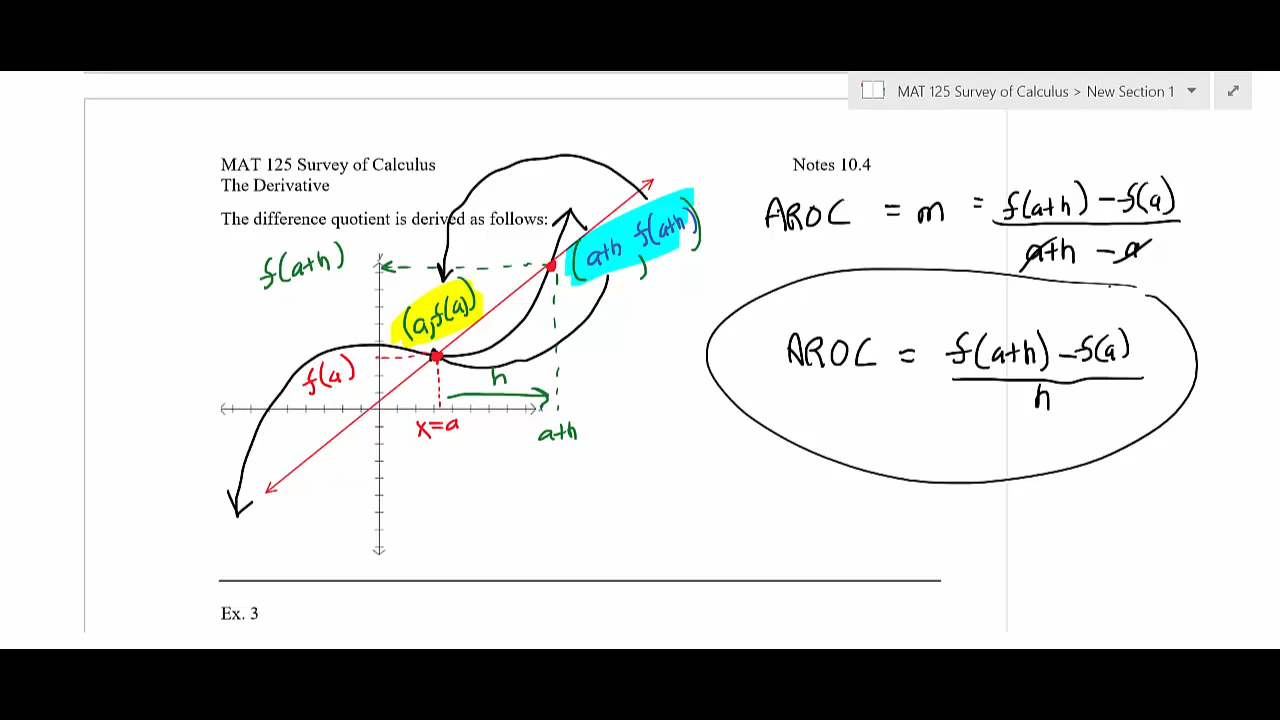 MAT 125 Survey of Calculus > New Section 1
MAT 125 Survey of Calculus
Notes 10.4
The Derivative
The difference quotient is derived as follows:
AROC = m = f(a+h) - f(a)
a+h - a
f(a+h)
(a+h f(a+h))
(a, f(a))
AROC = f(a+h) - f(a)
h
f(a)
h
x=a
a+h
Ex. 3